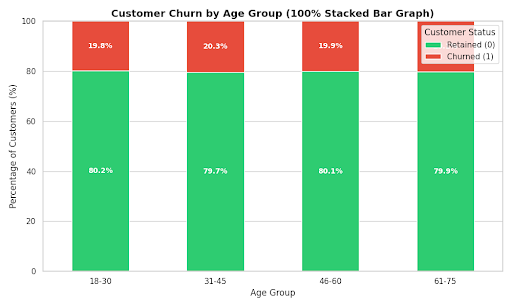 Customer Churn by Age Group (100% Stacked Bar Graph)
Customer Status
Retained (0)
Churned (1)
Percentage of Customers (%)
100
80
60
40
20
0
19.8%
20.3%
19.9%
80.2%
79.7%
80.1%
79.9%
18-30
31-45
46-60
61-75
Age Group